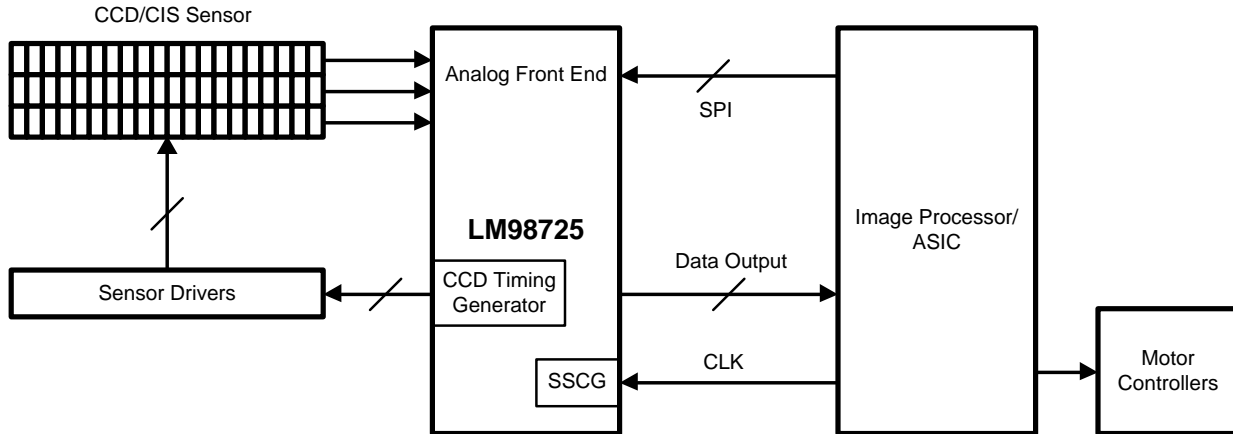 CCD/CIS Sensor
Analog Front End
SPI
LM98725
Image Processor/
ASIC
Data Output
CCD Timing
Generator
Sensor Drivers
CLK
SSCG
Motor
Controllers